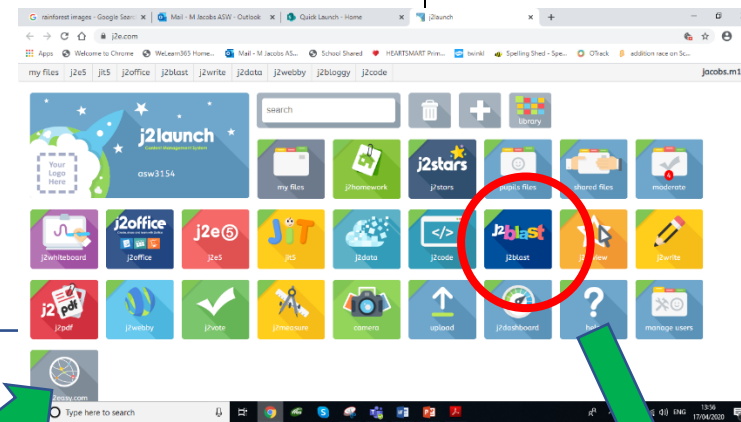 rainforest images - Google Sear
Mail - M Jacobs ASW - Outlook
Quick Launch - Home
j2launch
j2e.com
Apps
Welcome to Chrome
WeLearn365 Home...
Mail - M Jacobs AS...
School Shared
HEARTSMART Prim...
twinkl
Spelling Shed - Spe...
OTrack
addition race on Sc...
my files j2e5 jit5 j2office j2blast j2write j2data j2webby j2bloggy j2code
jacobs.m1
j2launch
Your
Logo
Here
asw3154
search
library
my files
j2homework
j2stars
j2stars
pupils files
shared files
4
moderate
j2whiteboard
j2office
j2office
j2e5
j2e5
JIT
jit5
j2data
</>
j2code
j2blast
j2blast
j2write
j2 pdf
j2pdf
j2webby
j2vote
j2measure
camera
upload
j2dashboard
?
manage users
Type here to search
ENG
13:56
17/04/2020